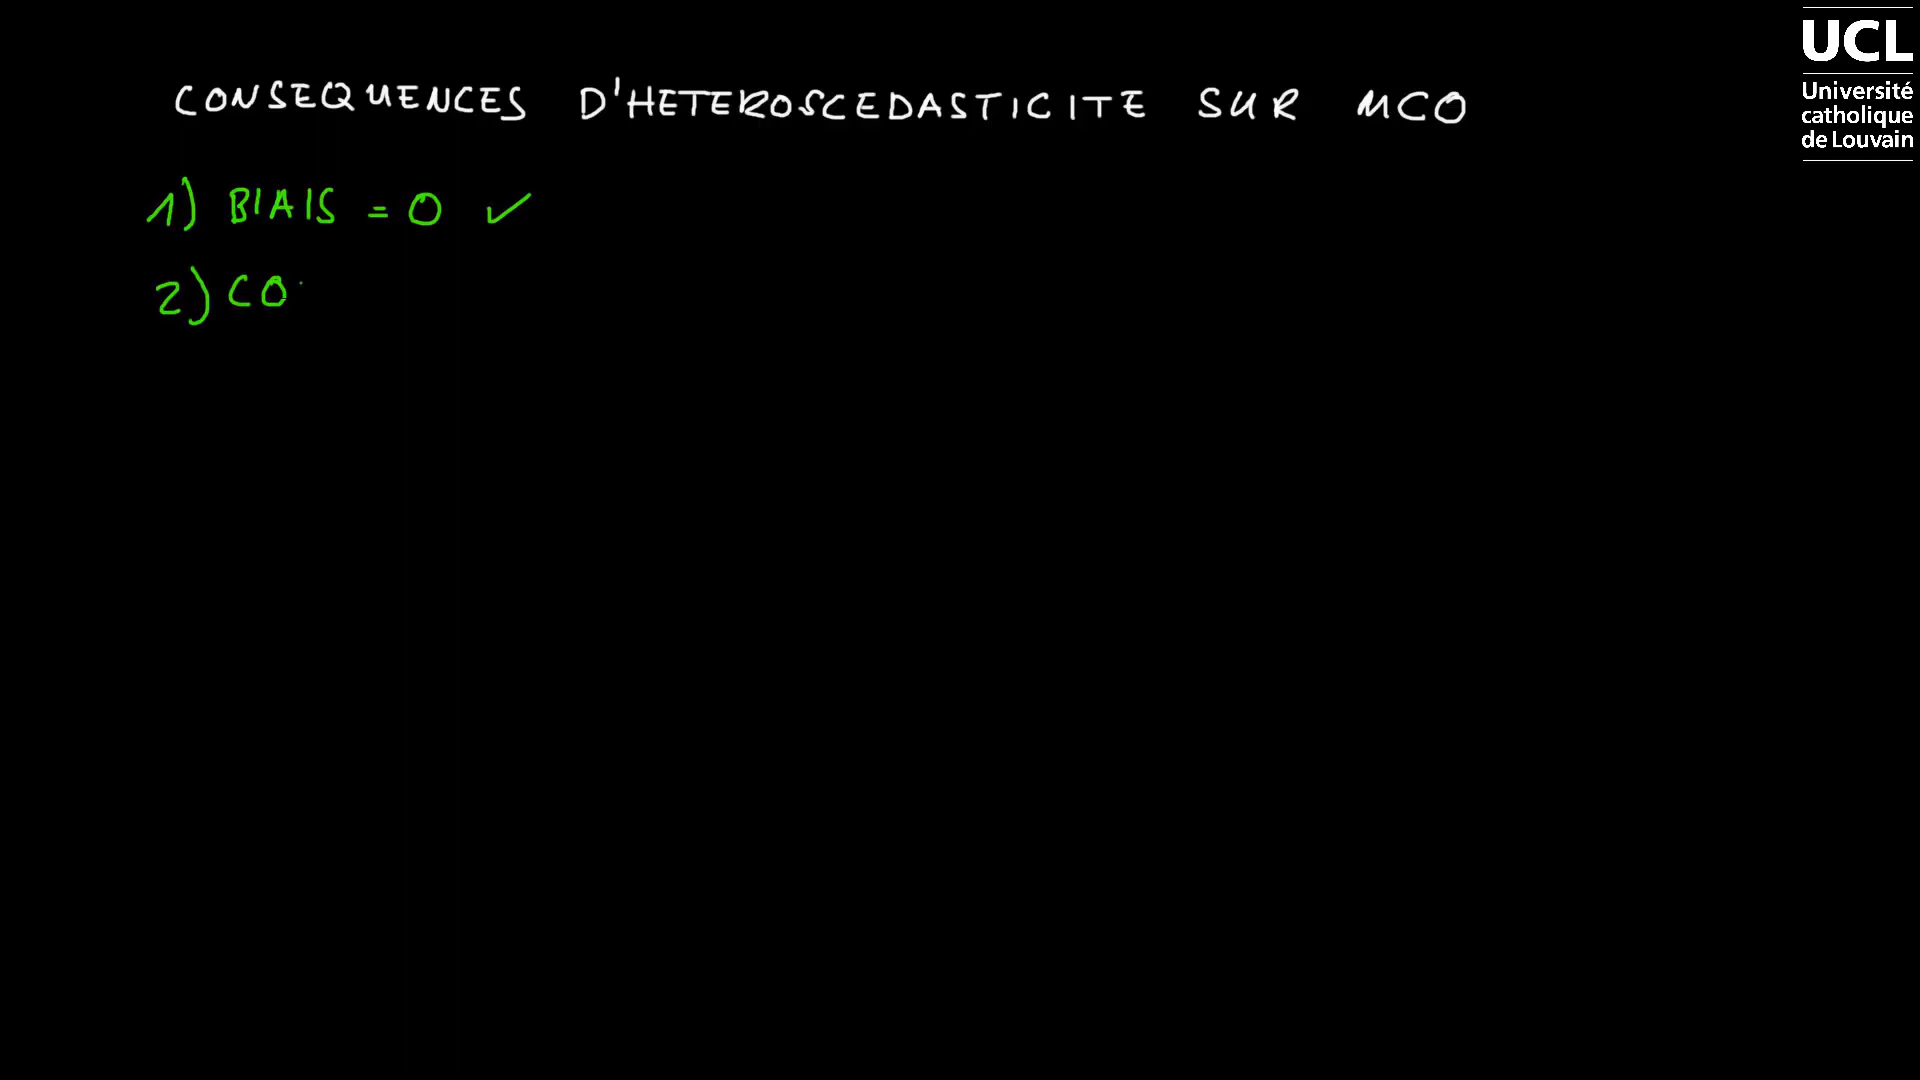 CONSEQUENCES D'HETEROSCEDASTICITE SUR MCO
1) BIAIS = 0 ✓
2) CO
UCL
Université
catholique
de Louvain